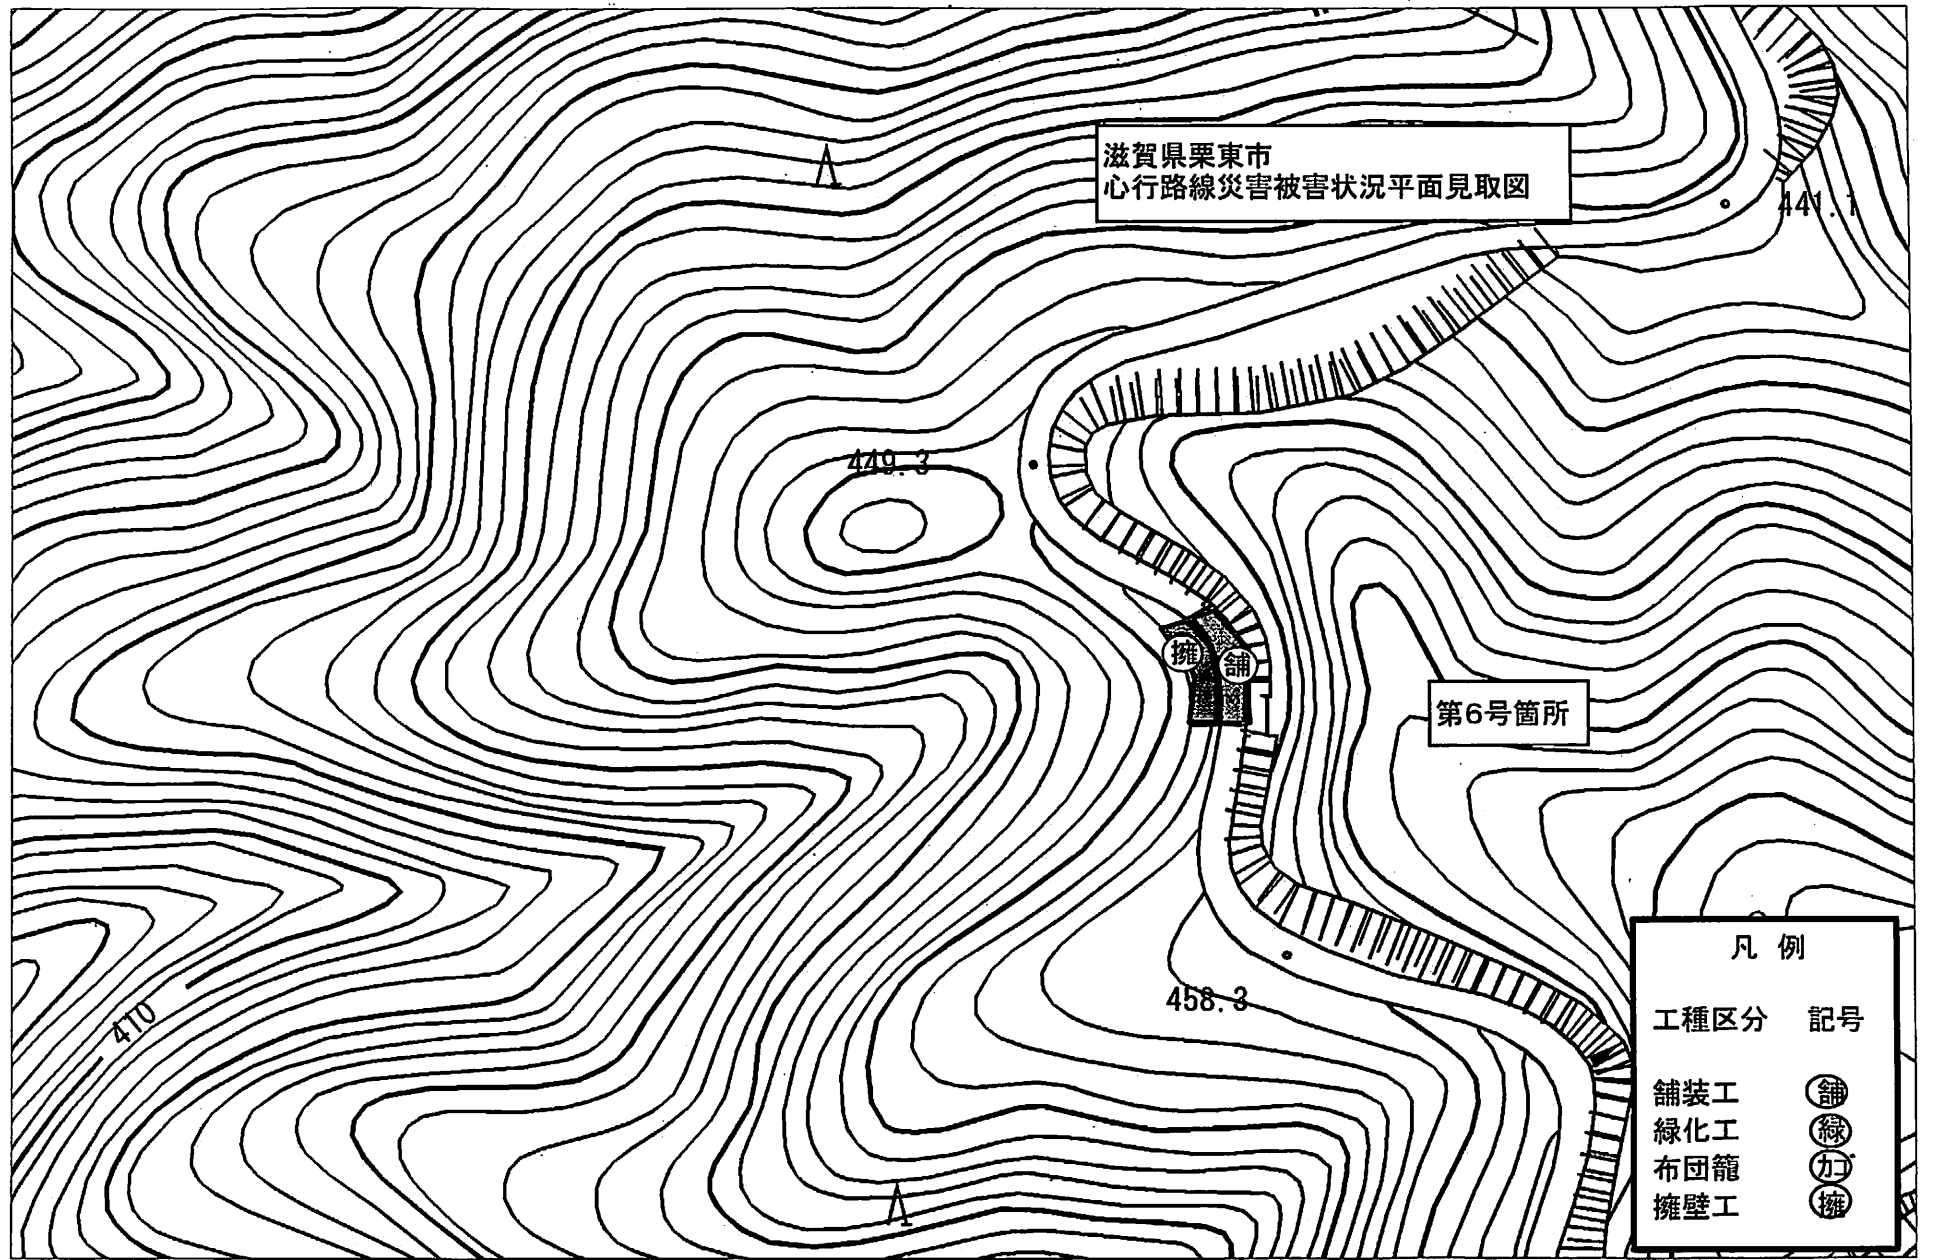 滋賀県栗東市
心行路線災害被害状況平面見取図
441.1
449.3
擁
舗
第6号箇所
458.3
410
凡 例
工種区分 記号
舗装工 舗
緑化工 緑
布団籠 カゴ
擁壁工 擁